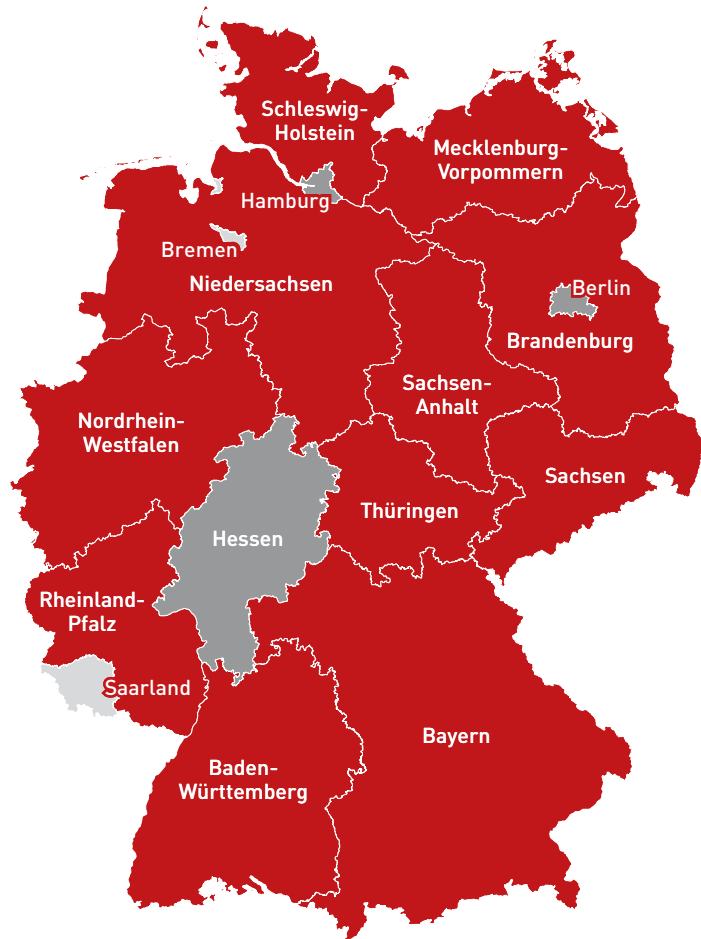 Schleswig-
Holstein
Mecklenburg-
Vorpommern
Hamburg
Bremen
Niedersachsen
Berlin
Brandenburg
Sachsen-
Anhalt
Nordrhein-
Westfalen
Sachsen
Thüringen
Hessen
Rheinland-
Pfalz
Saarland
Bayern
Baden-
Württemberg